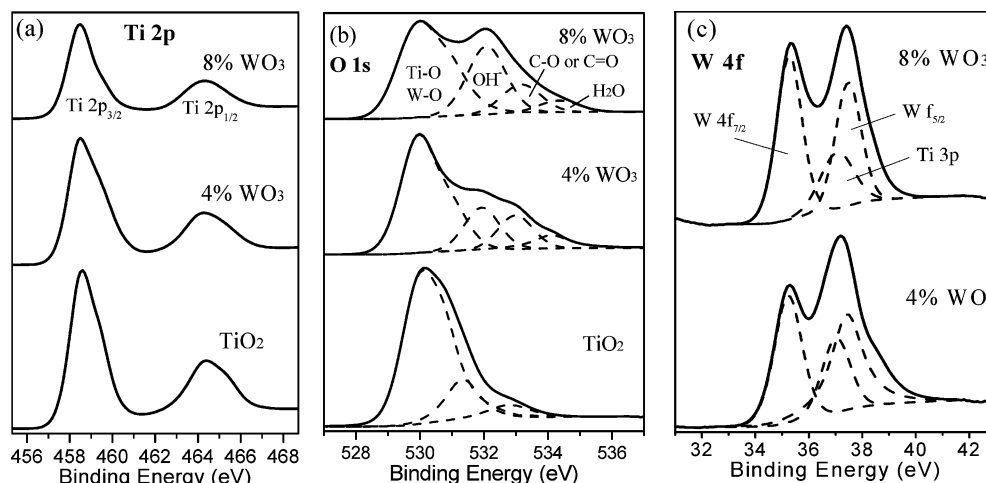 (a)
Ti 2p
8% WO3
Ti 2p3/2
Ti 2p1/2
4% WO3
TiO2
456 458 460 462 464 466 468
Binding Energy (eV)
(b)
O 1s
8% WO3
Ti-O
W-O
OH-
C-O or C=O
H2O
4% WO3
TiO2
528 530 532 534 536
Binding Energy (eV)
(c)
W 4f
8% WO3
W 4f7/2
W f5/2
Ti 3p
4% WO
32 34 36 38 40 42
Binding Energy (eV)